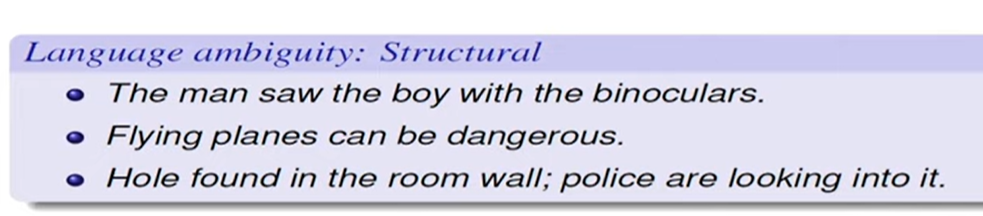 Language ambiguity: Structural
The man saw the boy with the binoculars.
Flying planes can be dangerous.
Hole found in the room wall; police are looking into it.